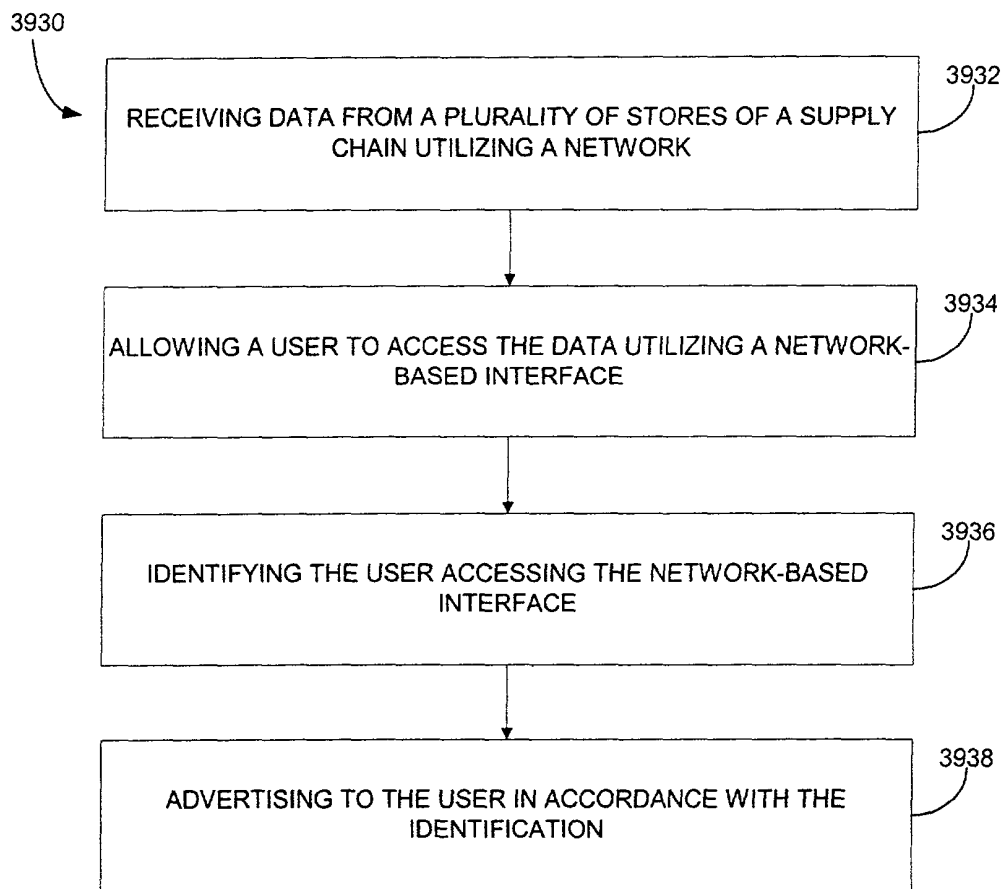 3930
3932
RECEIVING DATA FROM A PLURALITY OF STORES OF A SUPPLY
CHAIN UTILIZING A NETWORK
3934
ALLOWING A USER TO ACCESS THE DATA UTILIZING A NETWORK-
BASED INTERFACE
3936
IDENTIFYING THE USER ACCESSING THE NETWORK-BASED
INTERFACE
3938
ADVERTISING TO THE USER IN ACCORDANCE WITH THE
IDENTIFICATION